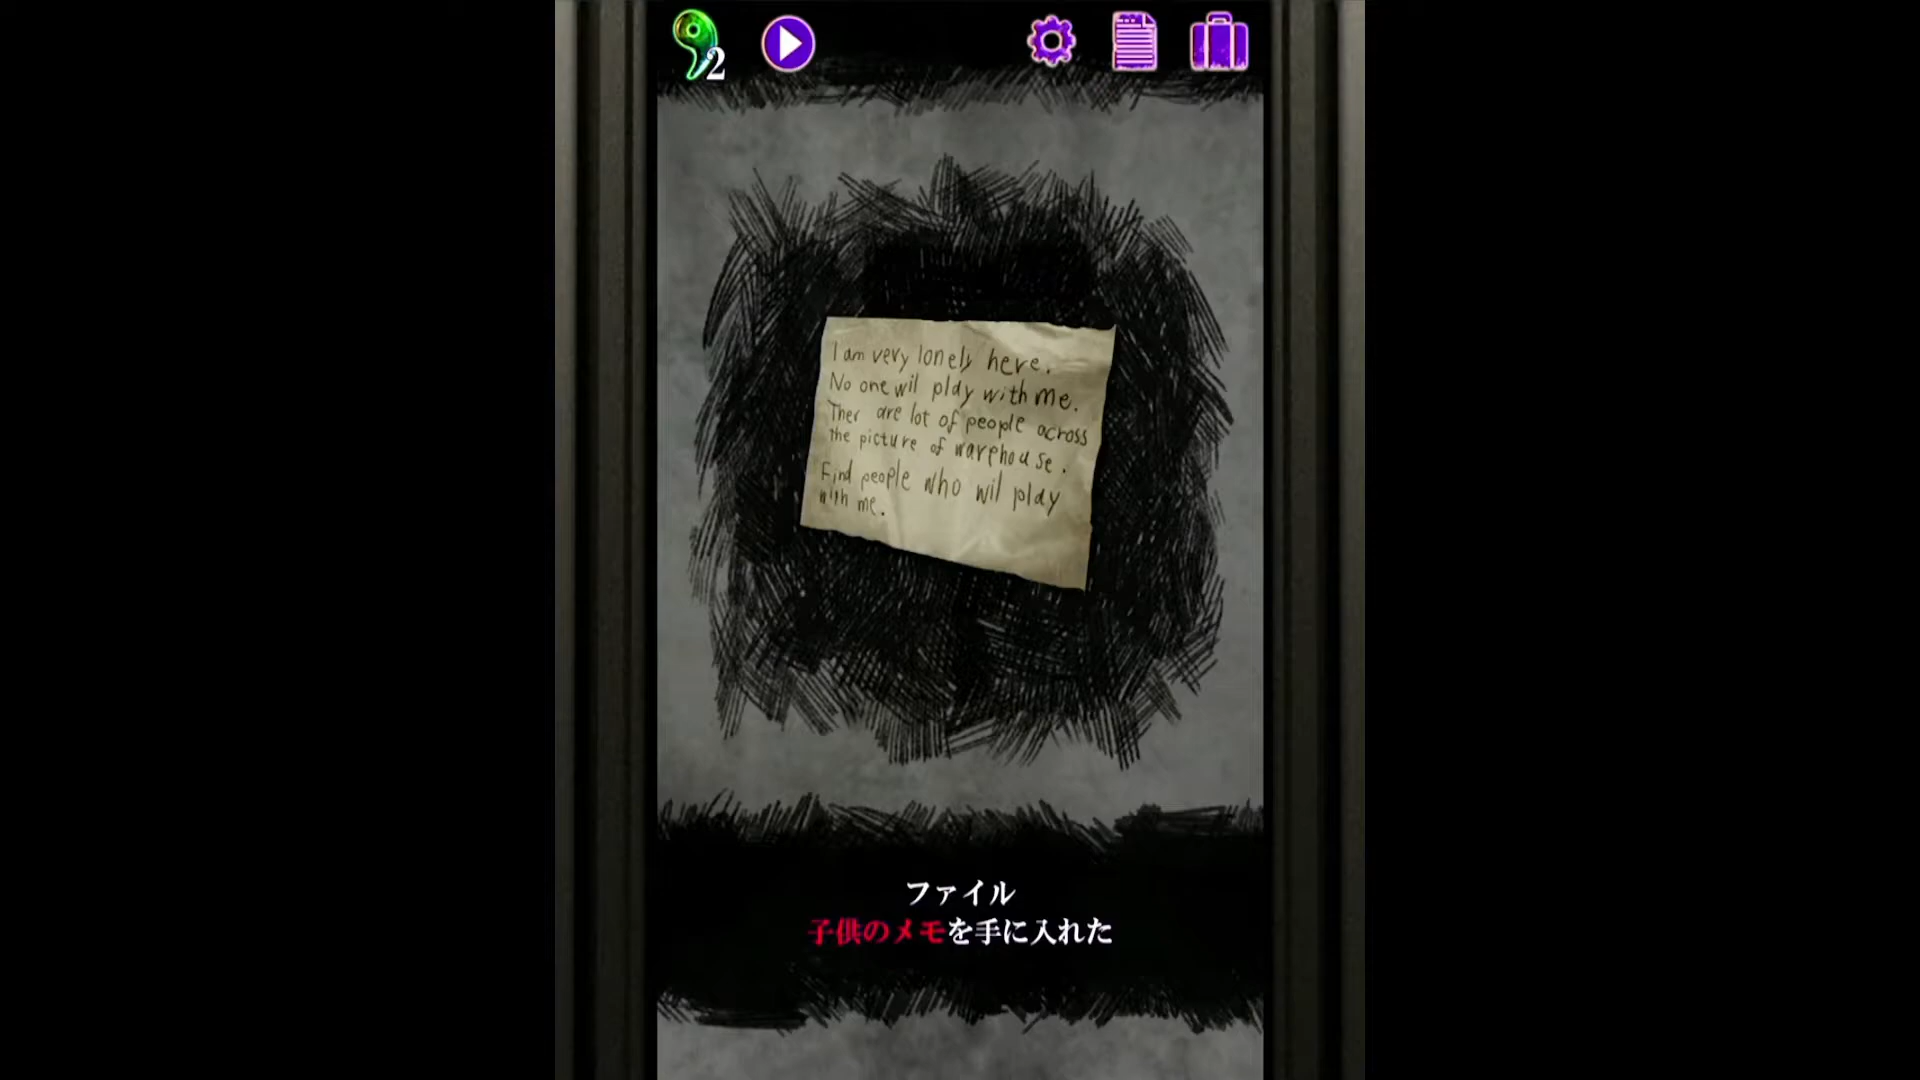 2
I am very lonely here.
No one wil play with me.
Ther are lot of people across
the picture of warehouse.
Find people who wil play
with me.
ファイル
子供のメモを手に入れた